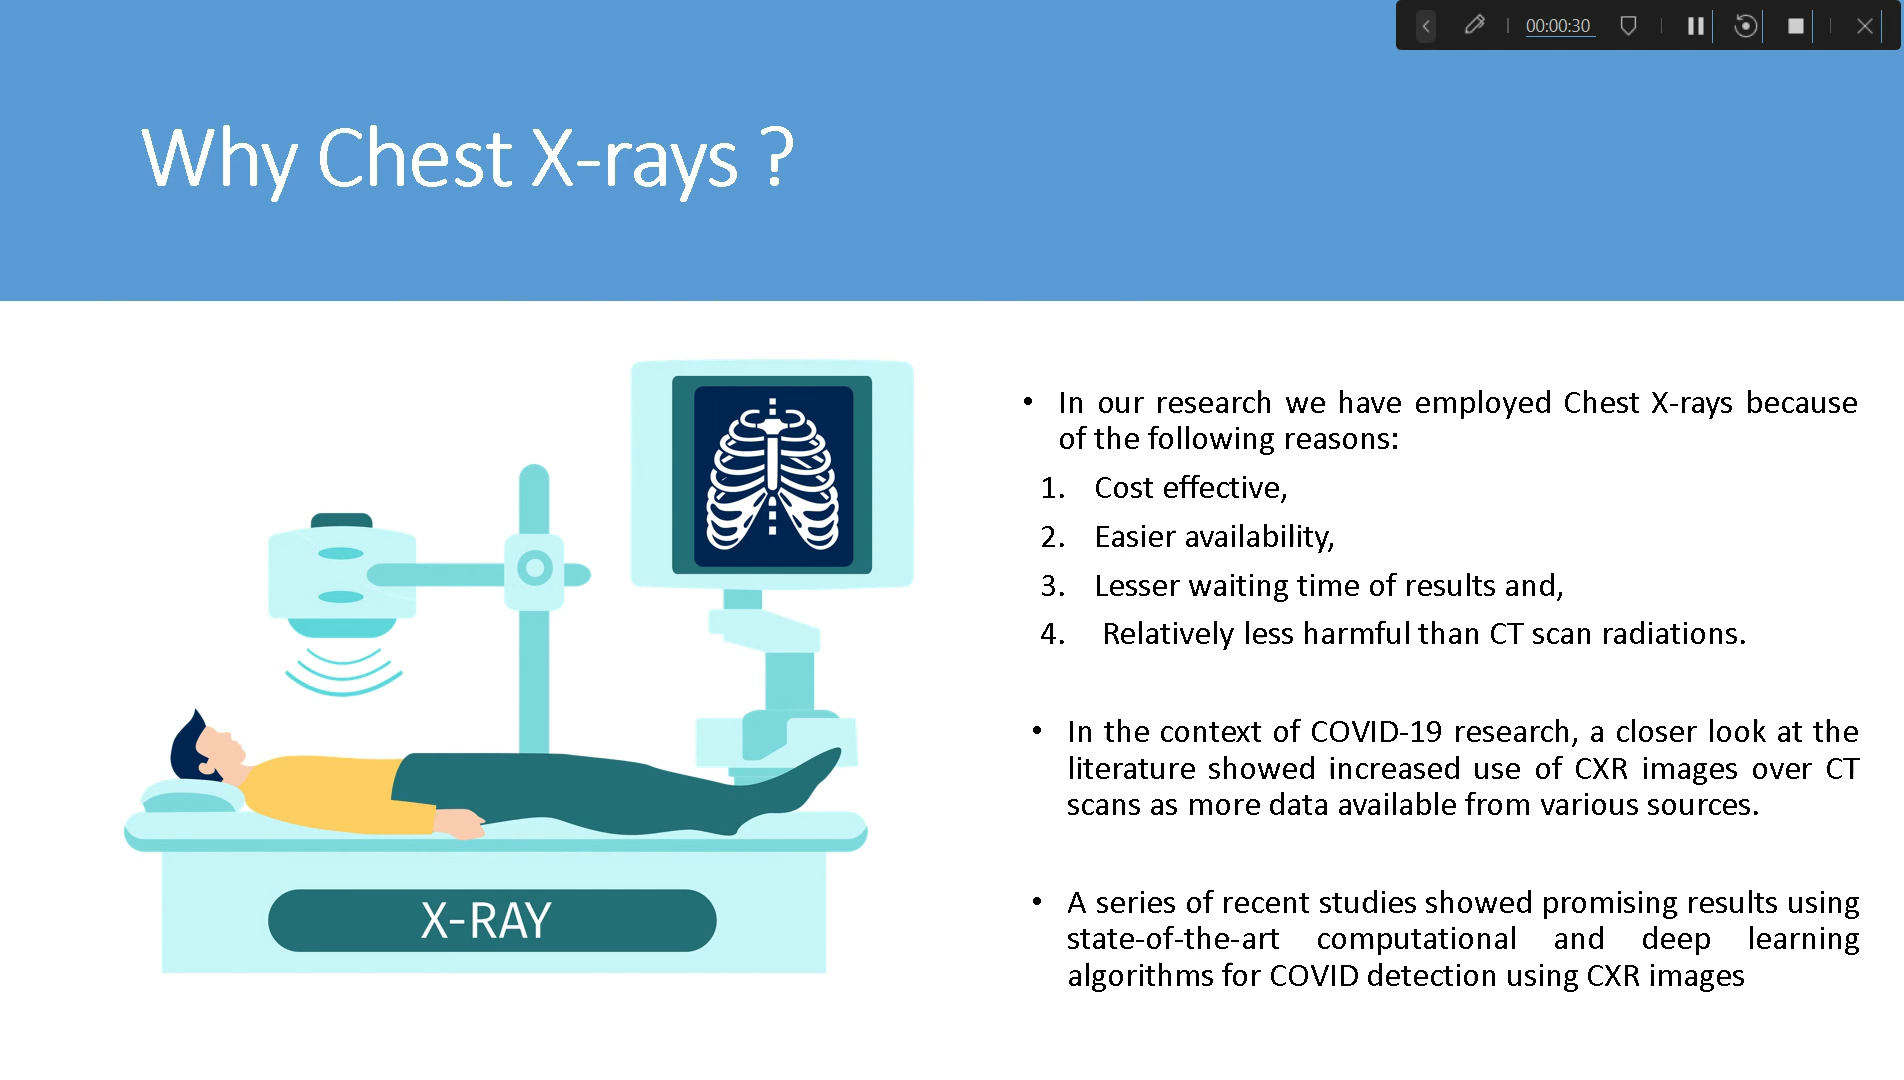 00:00:30
Why Chest X-rays ?
X-RAY
• In our research we have employed Chest X-rays because
of the following reasons:
1. Cost effective,
2. Easier availability,
3. Lesser waiting time of results and,
4. Relatively less harmful than CT scan radiations.
• In the context of COVID-19 research, a closer look at the
literature showed increased use of CXR images over CT
scans as more data available from various sources.
• A series of recent studies showed promising results using
state-of-the-art computational and deep learning
algorithms for COVID detection using CXR images